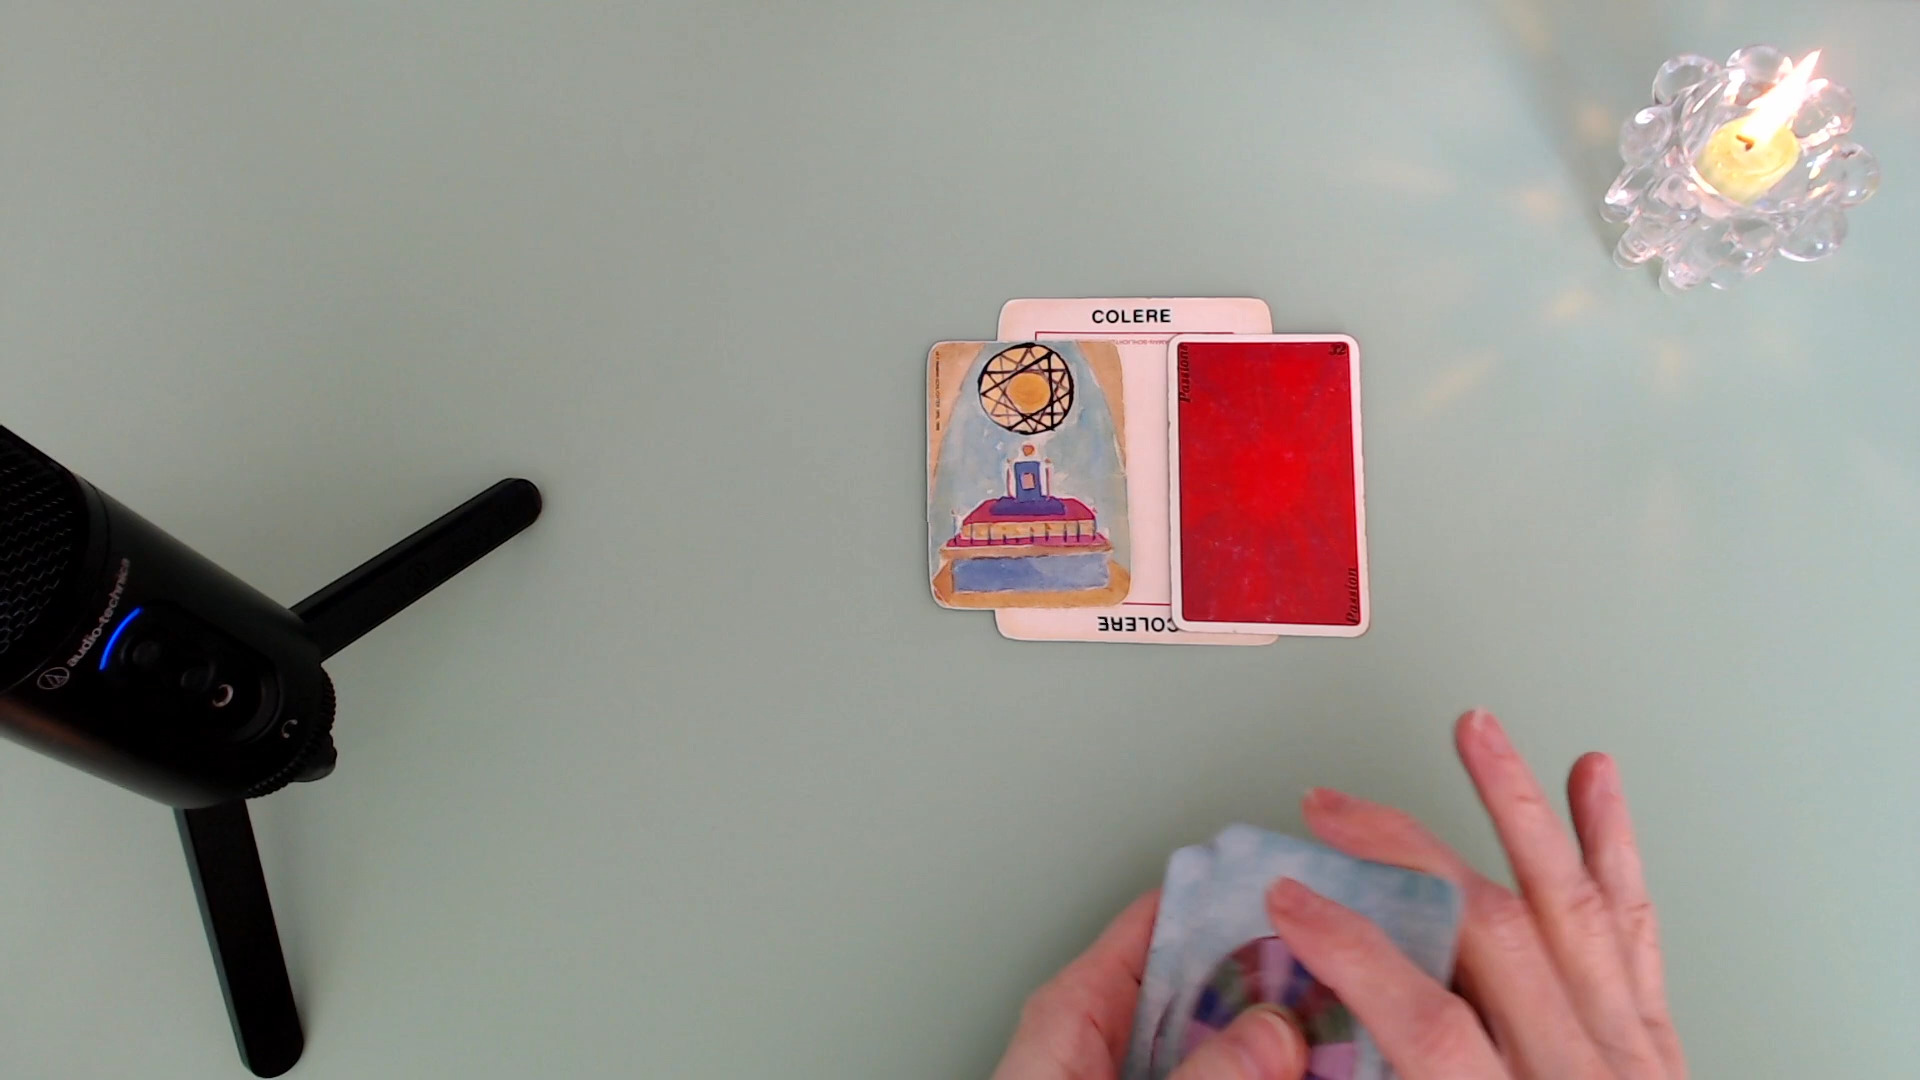 COLERE
Passion
32
Passion
COLERE
audio-technica